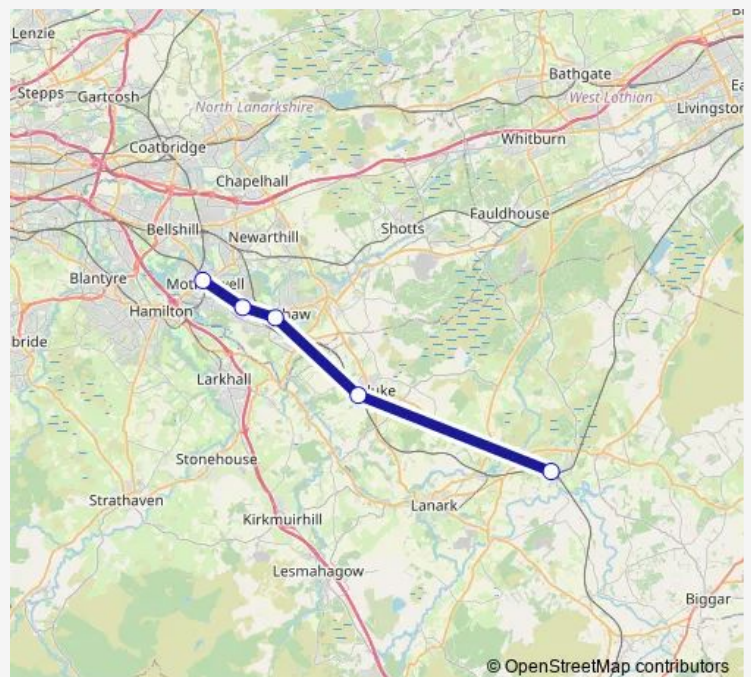 Lenzie
Stepps
Gartcosh
North Lanarkshire
Bathgate
West Lothian
Livingston
Coatbridge
Whitburn
Chapelhall
Bellshill
Newarthill
Shotts
Fauldhouse
Blantyre
Hamilton
Larkhall
Stonehouse
Strathaven
Lanark
Kirkmuirhill
Lesmahagow
Biggar
© OpenStreetMap contributors